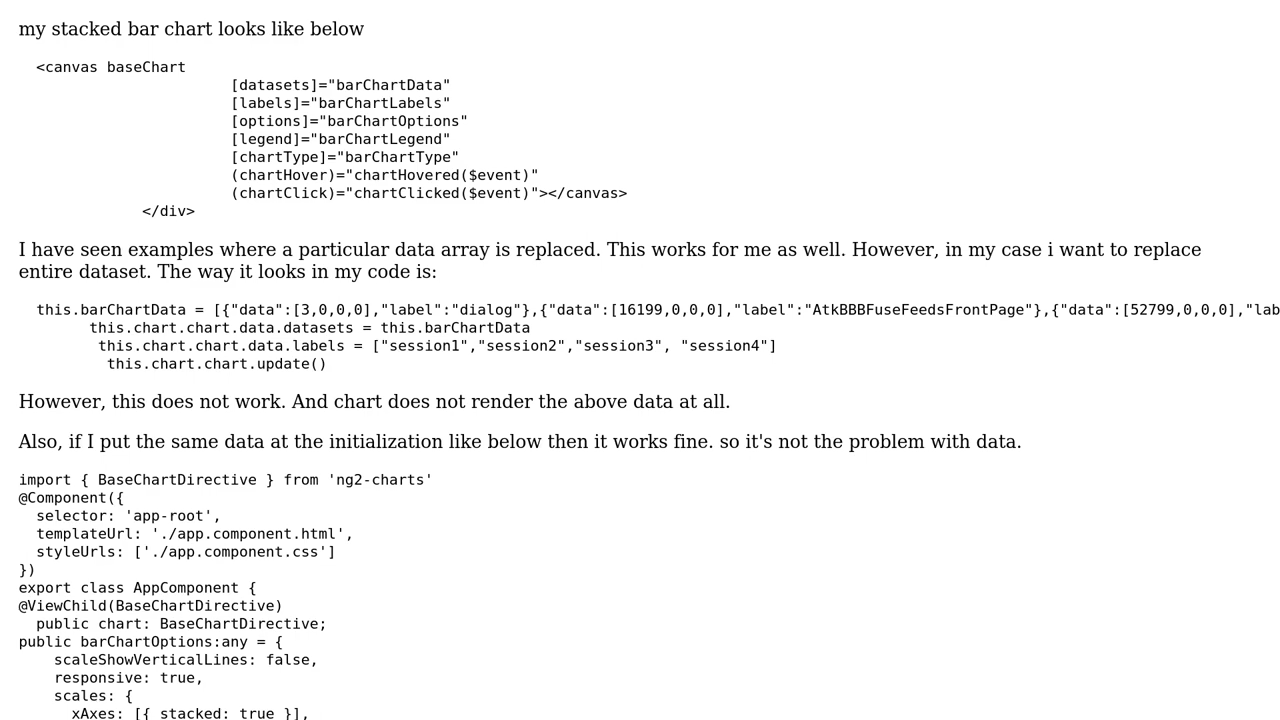 my stacked bar chart looks like below
<canvas baseChart
[datasets]="barChartData"
[labels]="barChartLabels"
[options]="barChartOptions"
[legend]="barChartLegend"
[chartType]="barChartType"
(chartHover)="chartHovered($event)"
(chartClick)="chartClicked($event)"></canvas>
</div>
I have seen examples where a particular data array is replaced. This works for me as well. However, in my case i want to replace
entire dataset. The way it looks in my code is:
this.barChartData = [{"data":[3,0,0,0],"label":"dialog"},{"data":[16199,0,0,0],"label":"AtkBBBFuseFeedsFrontPage"},{"data":[52799,0,0,0],"lab
this.chart.chart.data.datasets = this.barChartData
this.chart.chart.data.labels = ["session1","session2","session3", "session4"]
this.chart.chart.update()
However, this does not work. And chart does not render the above data at all.
Also, if I put the same data at the initialization like below then it works fine. so it's not the problem with data.
import { BaseChartDirective } from 'ng2-charts'
@Component({
selector: 'app-root',
templateUrl: './app.component.html',
styleUrls: ['./app.component.css']
})
export class AppComponent {
@ViewChild(BaseChartDirective)
public chart: BaseChartDirective;
public barChartOptions:any = {
scaleShowVerticalLines: false,
responsive: true,
scales: {
xAxes: [{ stacked: true }],